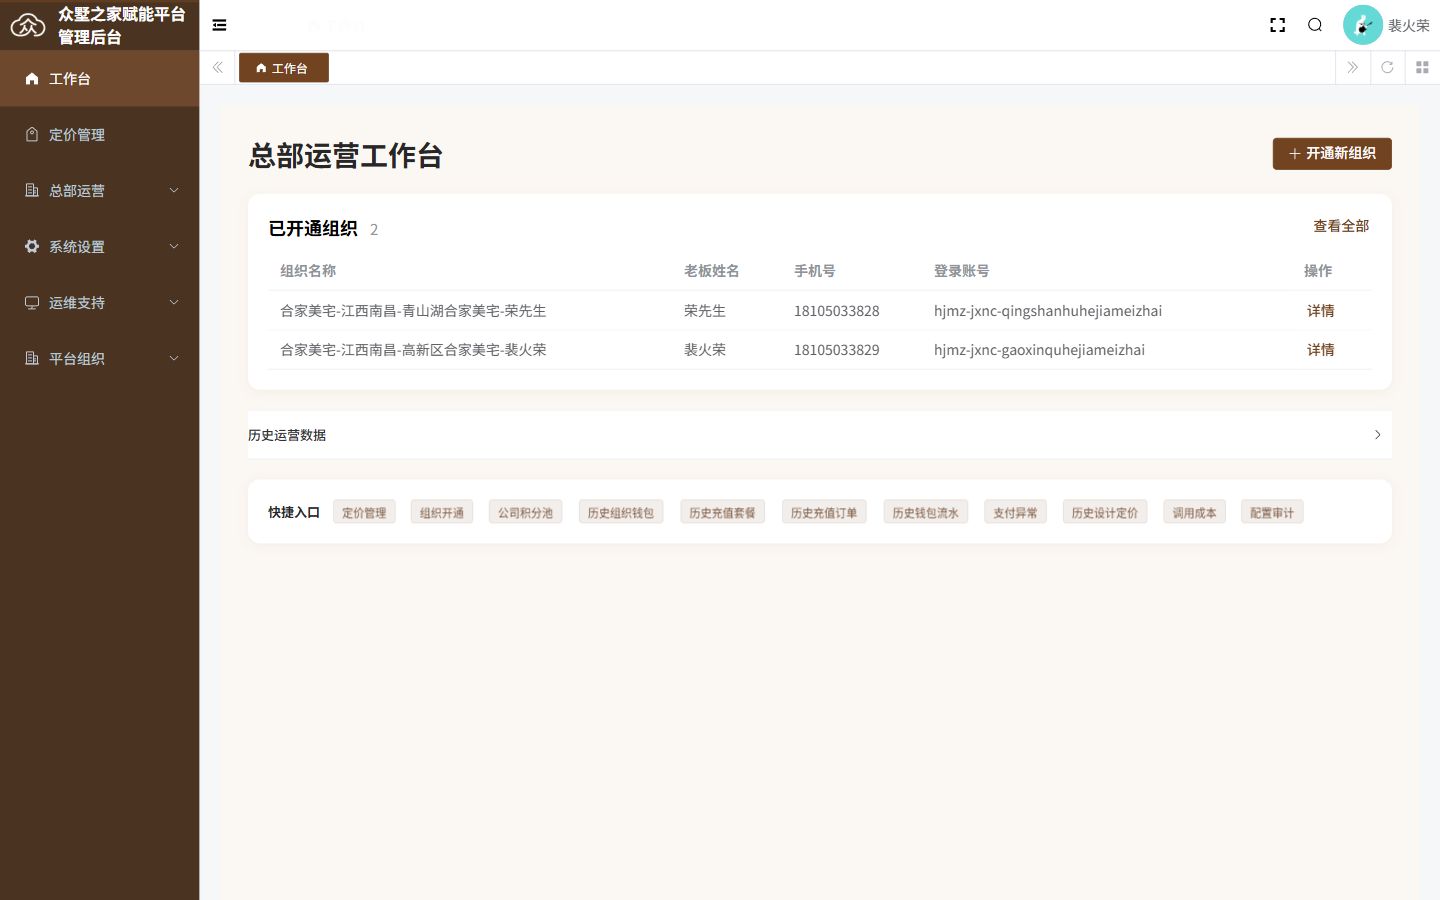 众墅之家赋能平台
管理后台
裴火荣
工作台
工作台
定价管理
总部运营
系统设置
运维支持
平台组织
总部运营工作台
开通新组织
已开通组织 2
查看全部
组织名称 老板姓名 手机号 登录账号 操作
合家美宅-江西南昌-青山湖合家美宅-荣先生 荣先生 18105033828 hjmz-jxnc-qingshanhuhejiameizhai 详情
合家美宅-江西南昌-高新区合家美宅-裴火荣 裴火荣 18105033829 hjmz-jxnc-gaoxinquhejiameizhai 详情
历史运营数据
快捷入口 定价管理 组织开通 公司积分池 历史组织钱包 历史充值套餐 历史充值订单 历史钱包流水 支付异常 历史设计定价 调用成本 配置审计